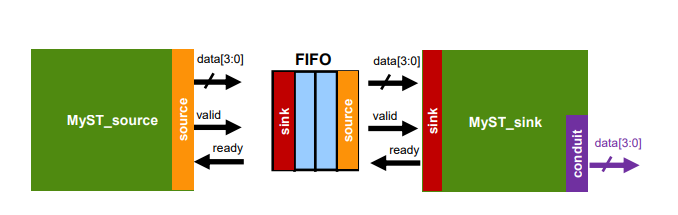 FIFO
MyST_source
source
data[3:0]
valid
ready
sink
source
data[3:0]
valid
ready
sink
MyST_sink
conduit
data[3:0]